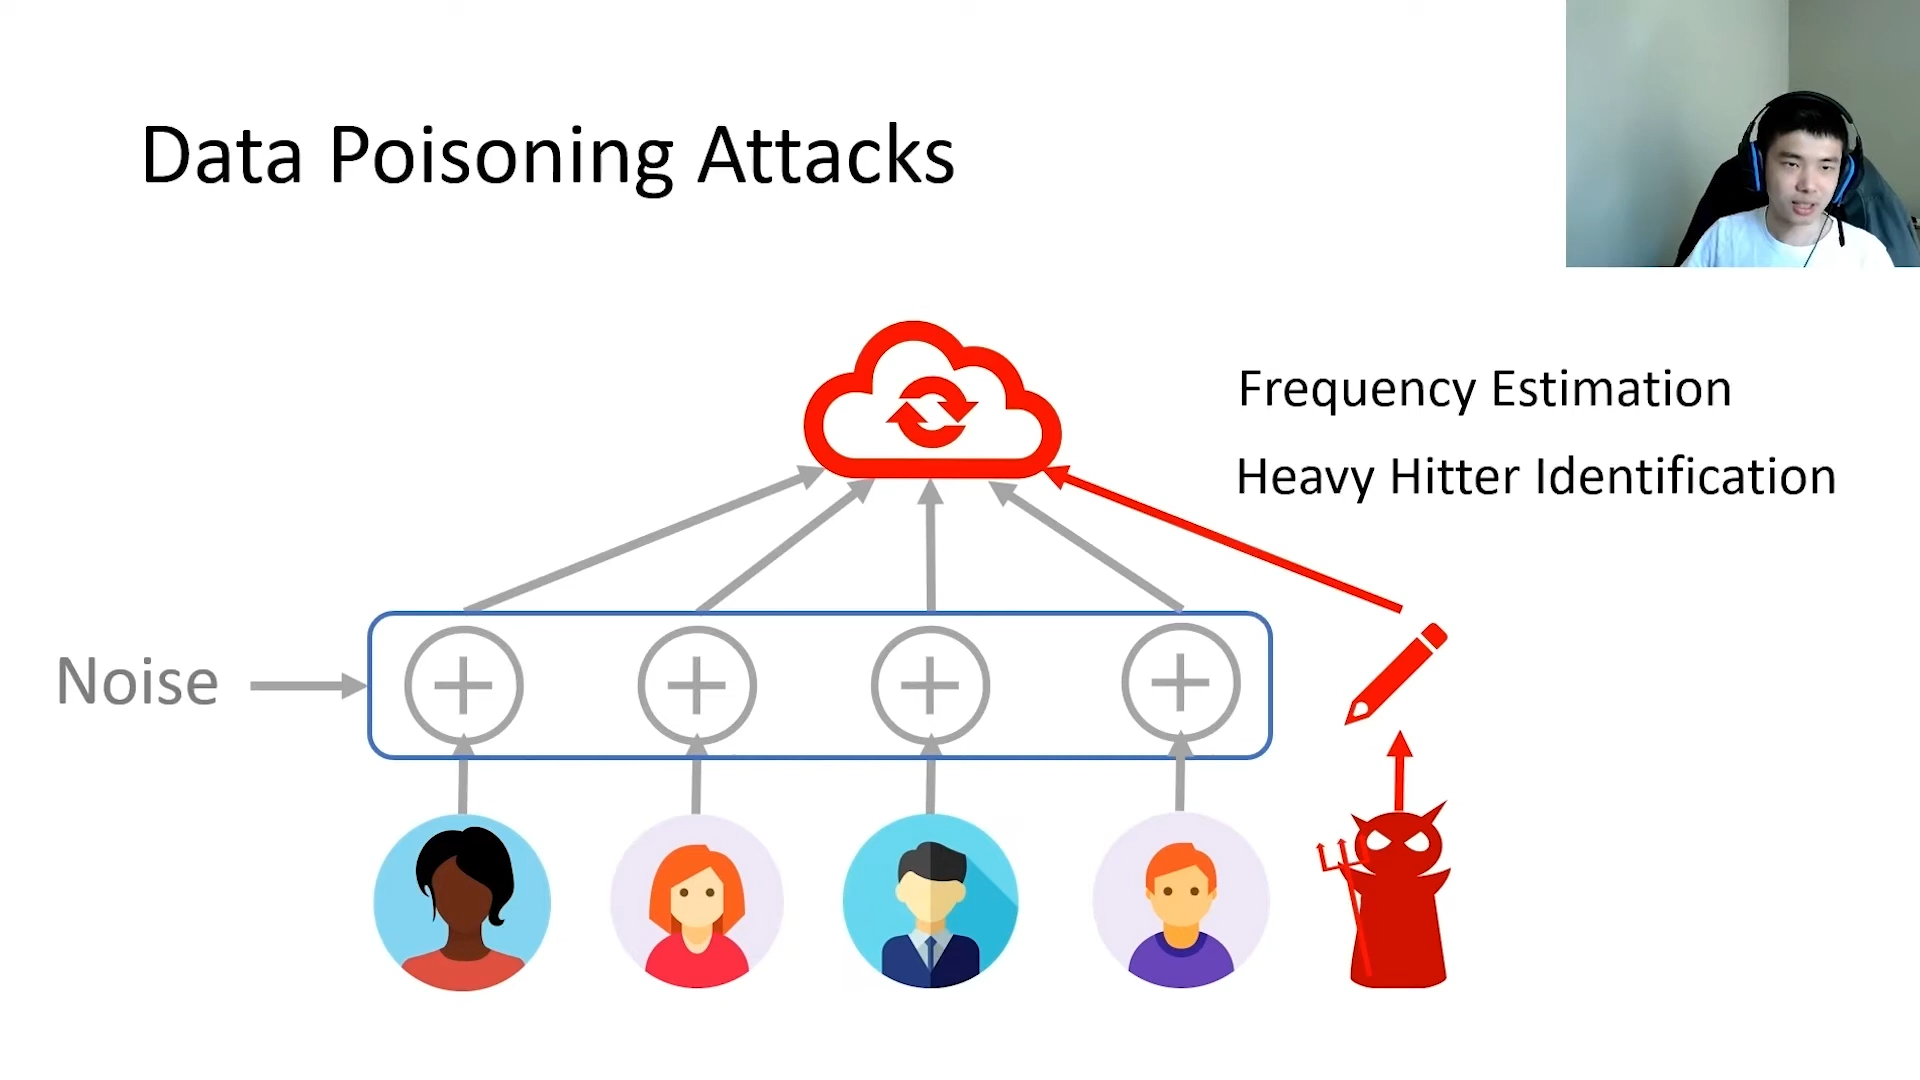 Data Poisoning Attacks
Frequency Estimation
Heavy Hitter Identification
Noise